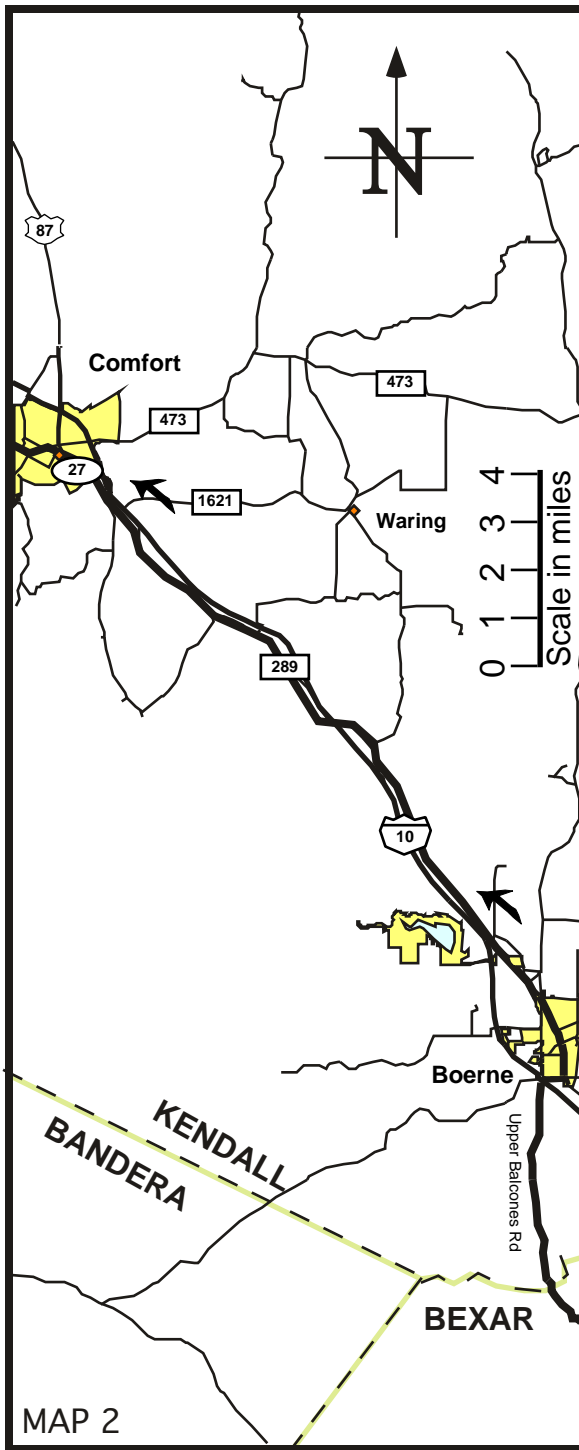 N
87
Comfort
473
473
27
1621
Waring
4
3
2
1
0
Scale in miles
289
10
Boerne
KENDALL
BANDERA
Upper Balcones Rd
BEXAR
MAP 2